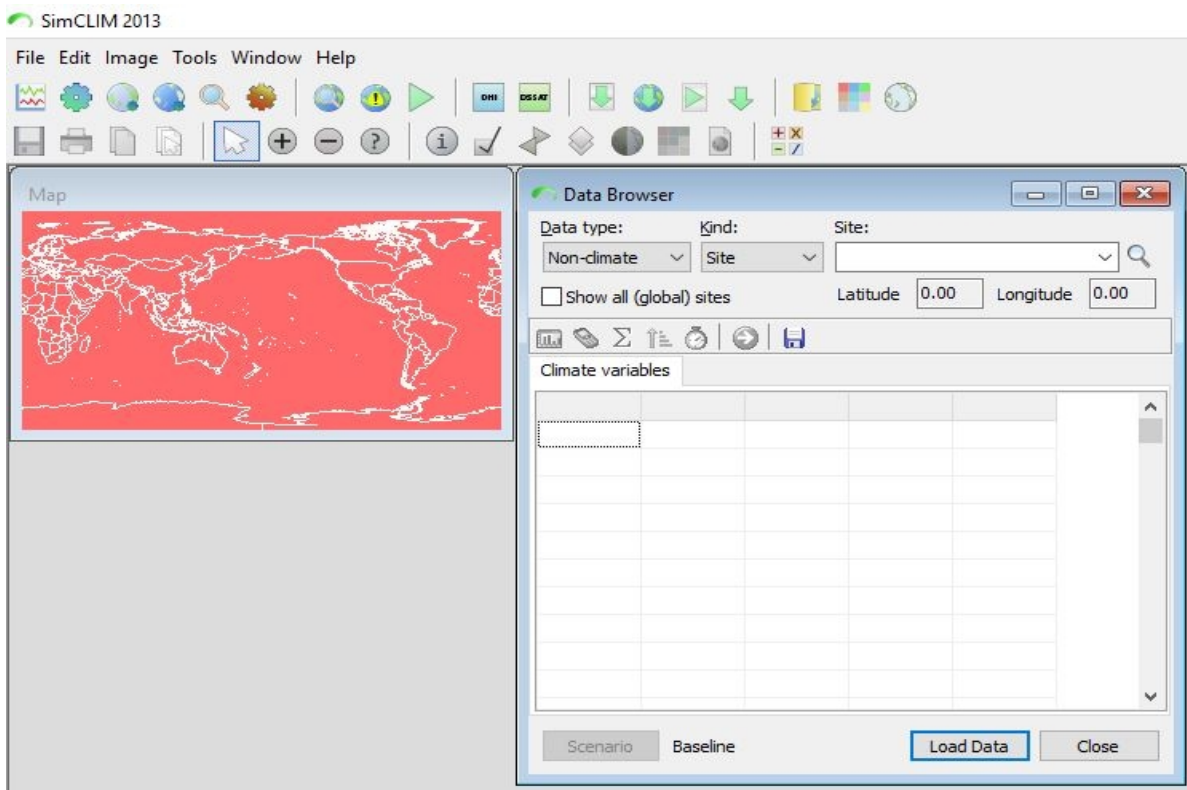 SimCLIM 2013
File Edit Image Tools Window Help
DHI DSSAT
i
Map
Data Browser
Data type: Kind: Site:
Non-climate Site
Show all (global) sites Latitude 0.00 Longitude 0.00
Climate variables
Scenario Baseline Load Data Close